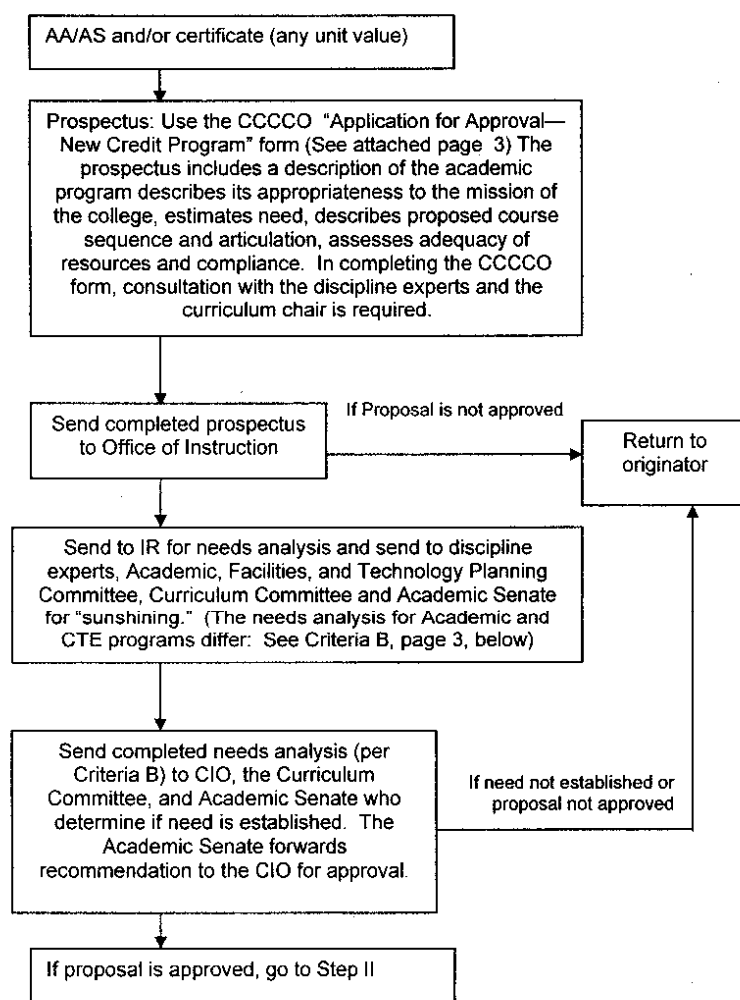 AA/AS and/or certificate (any unit value)
Prospectus: Use the CCCCO "Application for Approval—
New Credit Program" form (See attached page 3) The
prospectus includes a description of the academic
program describes its appropriateness to the mission of
the college, estimates need, describes proposed course
sequence and articulation, assesses adequacy of
resources and compliance. In completing the CCCCO
form, consultation with the discipline experts and the
curriculum chair is required.
Send completed prospectus
to Office of Instruction
If Proposal is not approved
Return to
originator
Send to IR for needs analysis and send to discipline
experts, Academic, Facilities, and Technology Planning
Committee, Curriculum Committee and Academic Senate
for "sunshining." (The needs analysis for Academic and
CTE programs differ: See Criteria B, page 3, below)
Send completed needs analysis (per
Criteria B) to CIO, the Curriculum
Committee, and Academic Senate who
determine if need is established. The
Academic Senate forwards
recommendation to the CIO for approval.
If need not established or
proposal not approved
If proposal is approved, go to Step II